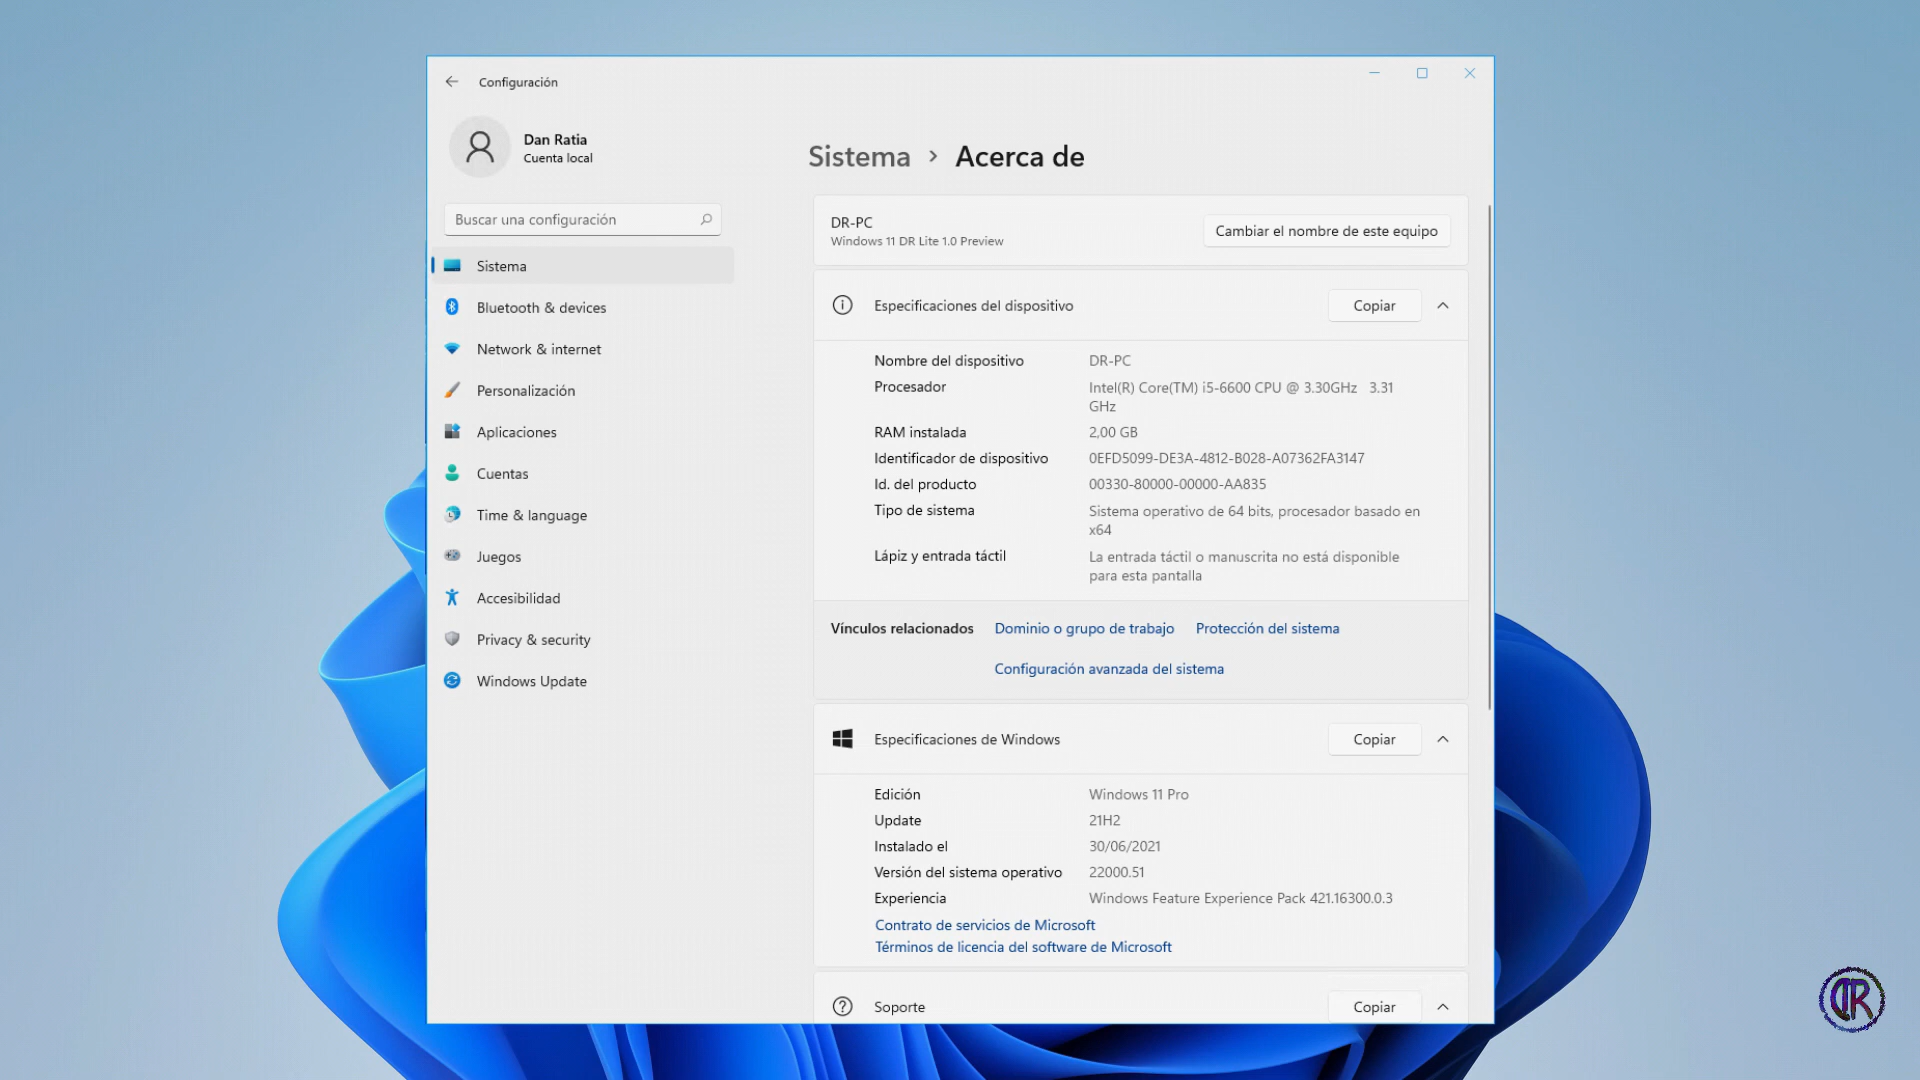 Configuración
Dan Ratia
Cuenta local
Buscar una configuración
Sistema
Bluetooth & devices
Network & internet
Personalización
Aplicaciones
Cuentas
Time & language
Juegos
Accesibilidad
Privacy & security
Windows Update
Sistema > Acerca de
DR-PC
Windows 11 DR Lite 1.0 Preview
Cambiar el nombre de este equipo
Especificaciones del dispositivo Copiar
Nombre del dispositivo DR-PC
Procesador Intel(R) Core(TM) i5-6600 CPU @ 3.30GHz 3.31
GHz
RAM instalada 2,00 GB
Identificador de dispositivo 0EFD5099-DE3A-4812-B028-A07362FA3147
Id. del producto 00330-80000-00000-AA835
Tipo de sistema Sistema operativo de 64 bits, procesador basado en
x64
Lápiz y entrada táctil La entrada táctil o manuscrita no está disponible
para esta pantalla
Vínculos relacionados Dominio o grupo de trabajo Protección del sistema
Configuración avanzada del sistema
Especificaciones de Windows Copiar
Edición Windows 11 Pro
Update 21H2
Instalado el 30/06/2021
Versión del sistema operativo 22000.51
Experiencia Windows Feature Experience Pack 421.16300.0.3
Contrato de servicios de Microsoft
Términos de licencia del software de Microsoft
Soporte Copiar
DR